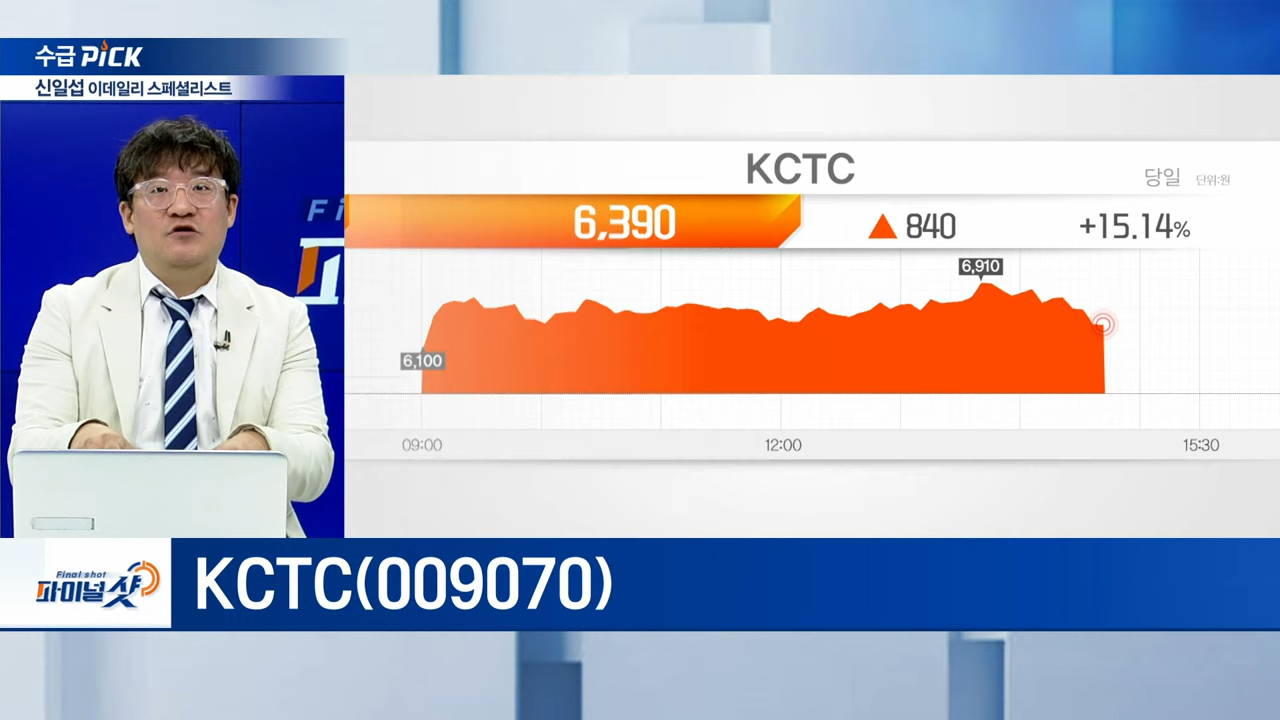 수급 PICK
신일섭 이데일리 스페셜리스트
Fi
KCTC
당일 단위:원
6,390 ▲ 840 +15.14%
6,910
6,100
09:00 12:00 15:30
Final shot
파이널샷
KCTC(009070)